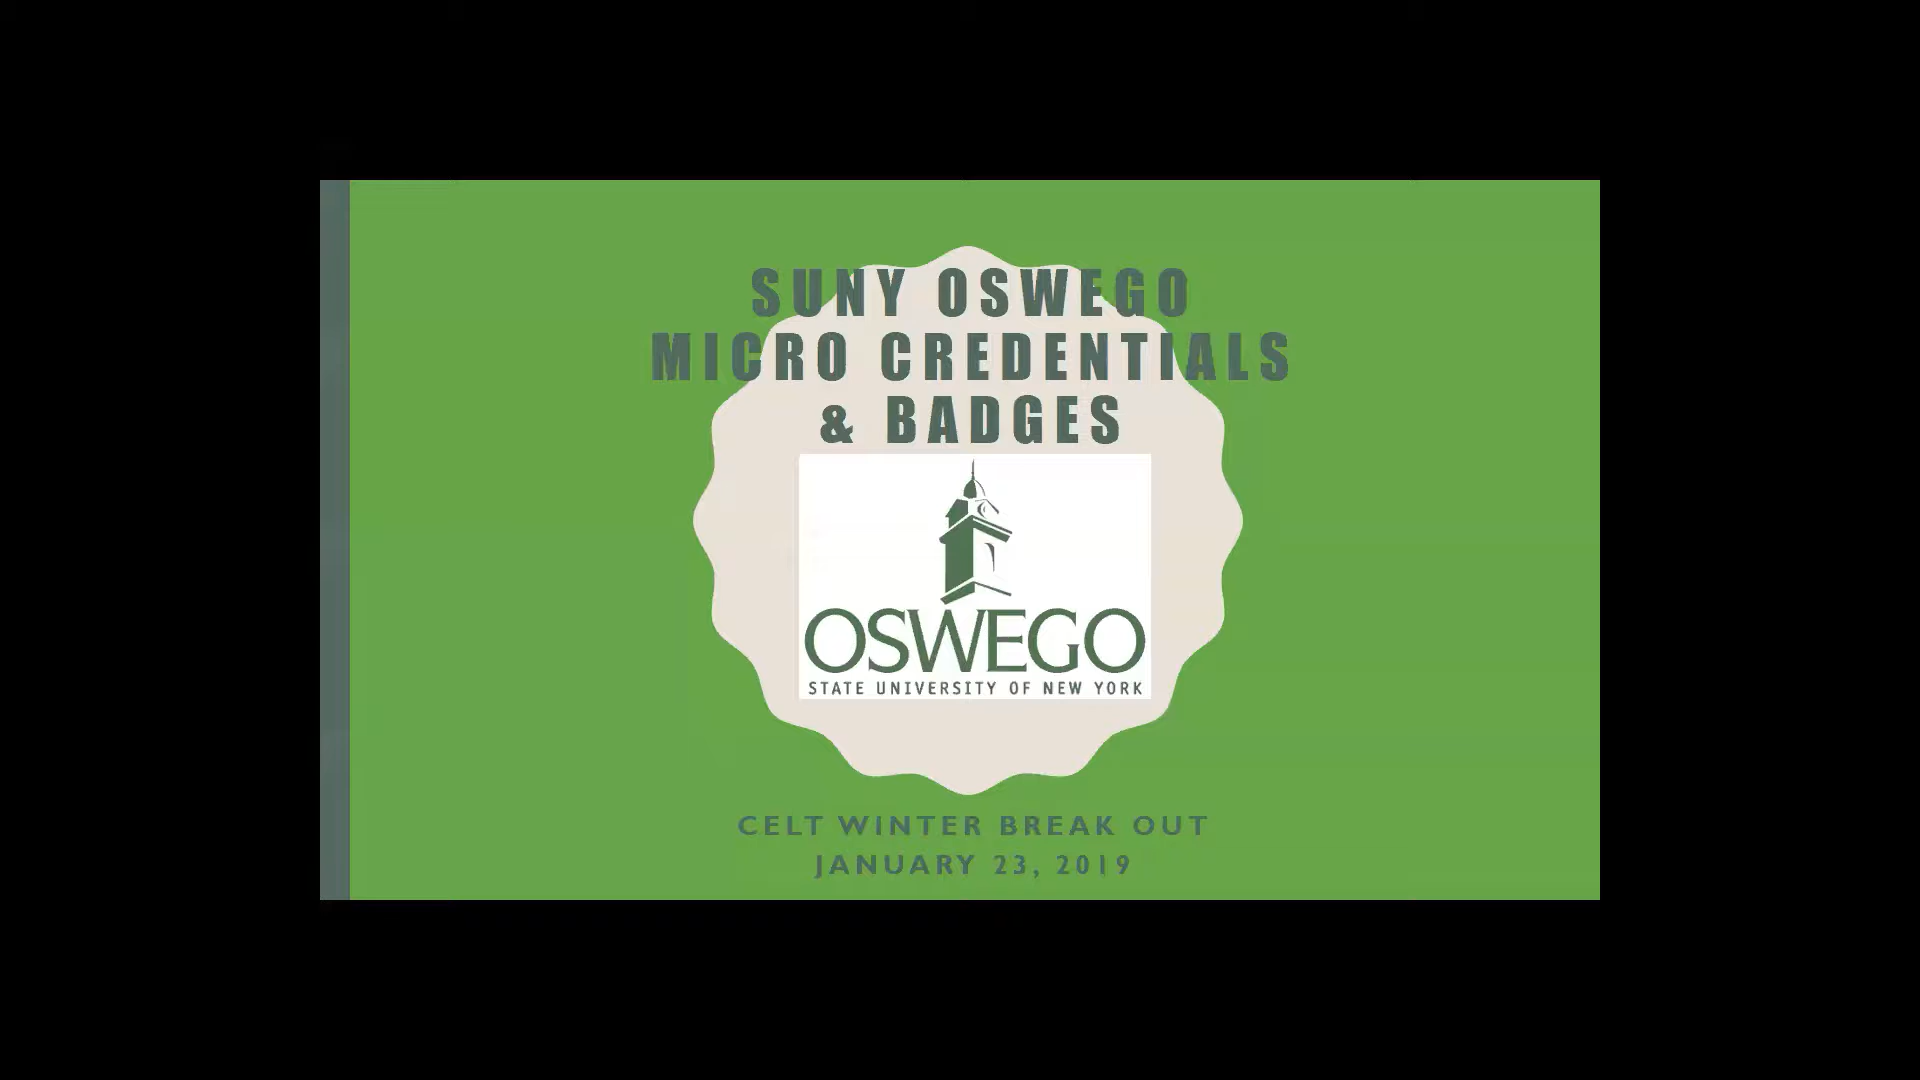 SUNY OSWEGO
MICRO CREDENTIALS
& BADGES
OSWEGO
STATE UNIVERSITY OF NEW YORK
CELT WINTER BREAK OUT
JANUARY 23, 2019